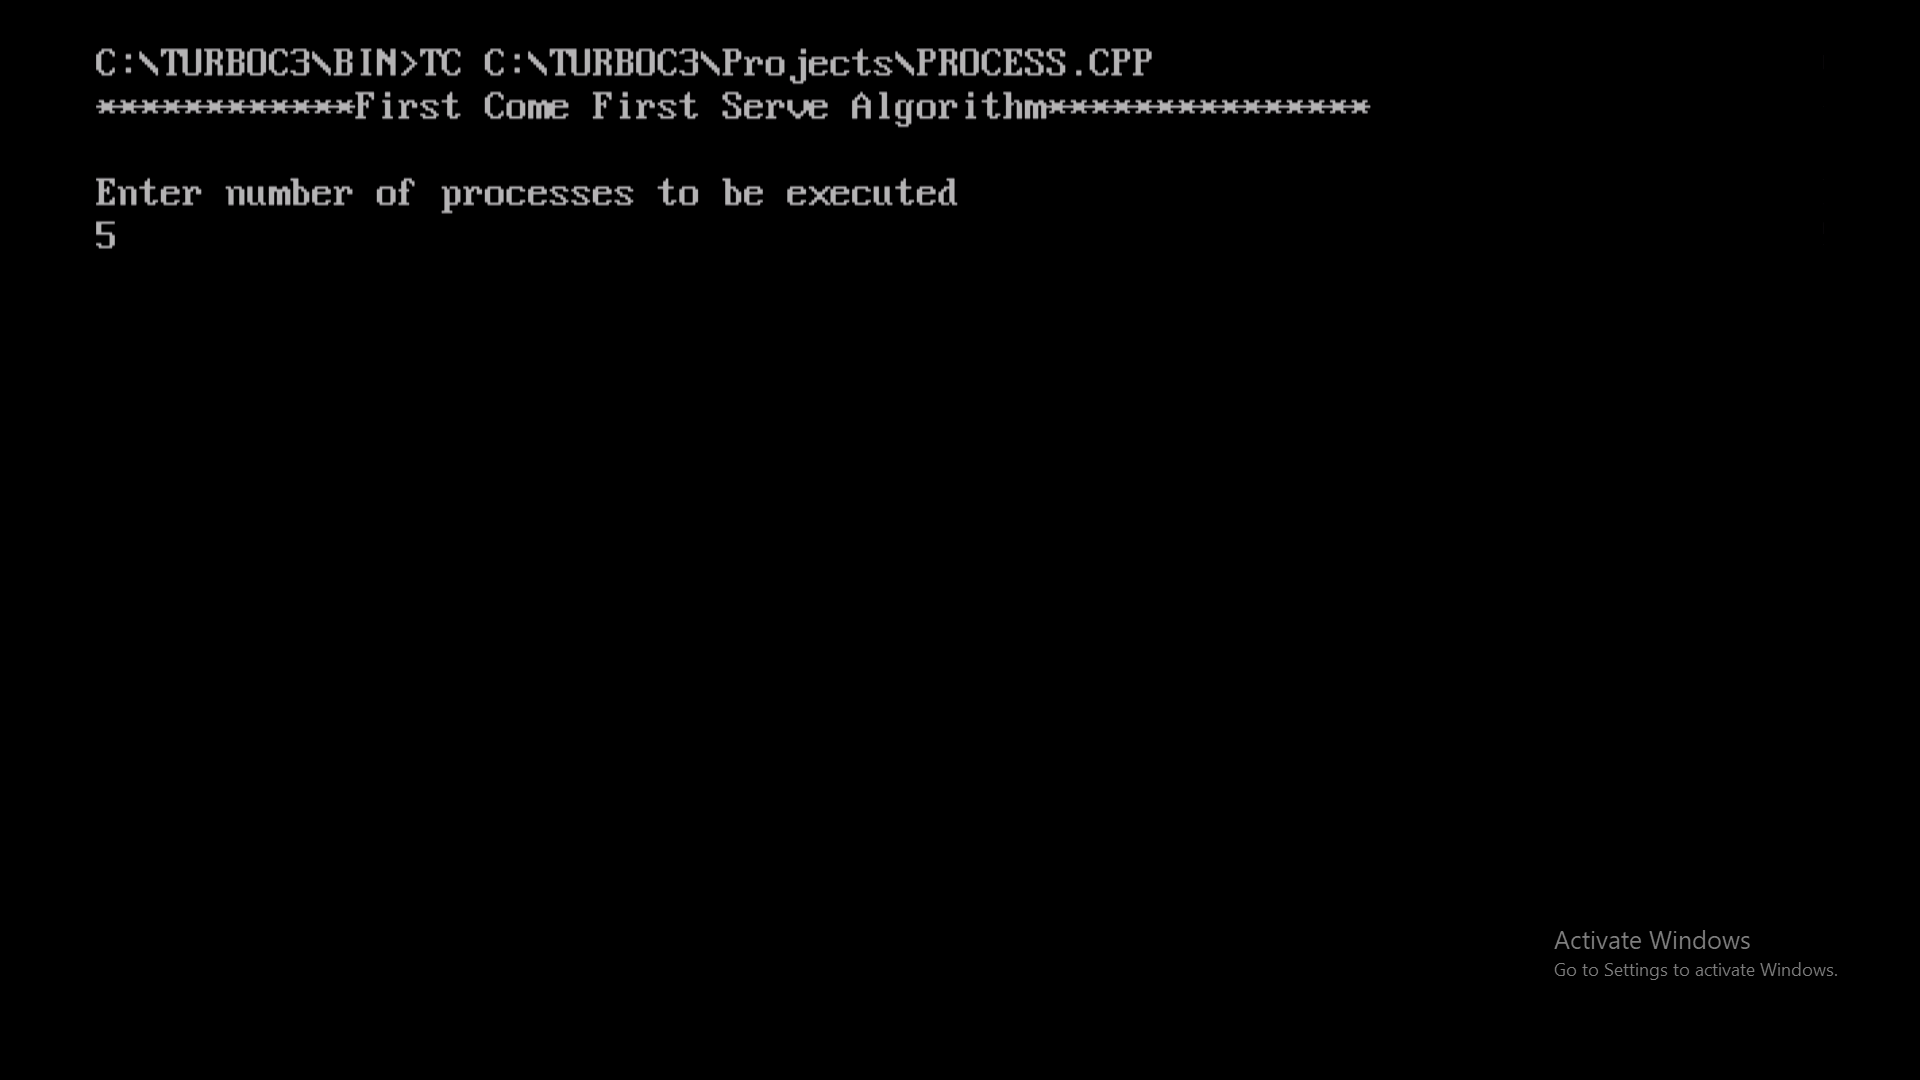 C:\TURBOC3\BIN>TC C:\TURBOC3\Projects\PROCESS.CPP
************First Come First Serve Algorithm***************
Enter number of processes to be executed
5
Activate Windows
Go to Settings to activate Windows.